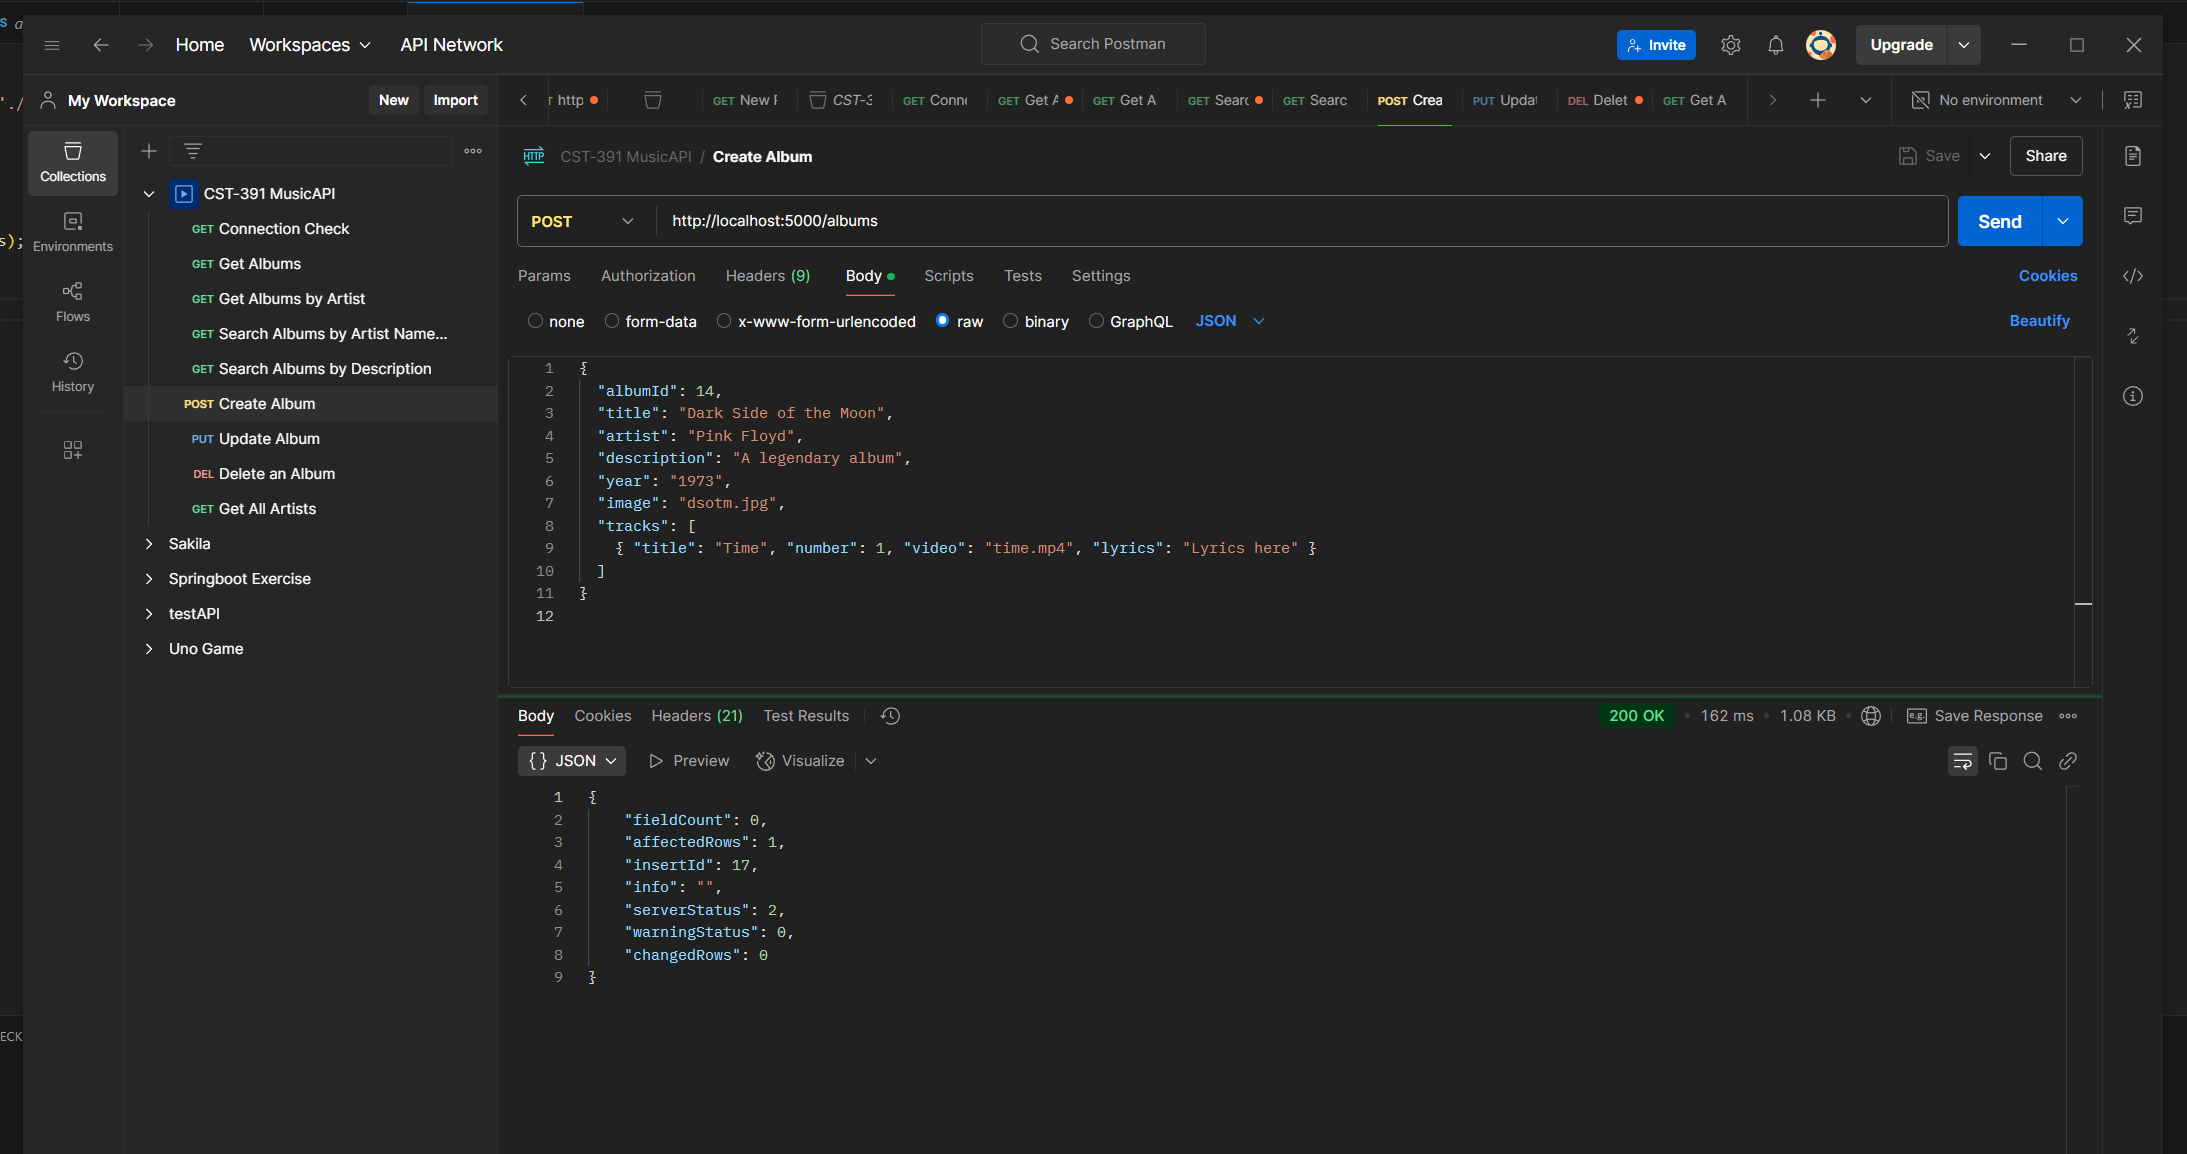 Home Workspaces API Network Search Postman Invite Upgrade
My Workspace New Import
r http GET New F CST-3 GET Conn GET Get A GET Get A GET Searc GET Searc POST Crea PUT Updat DEL Delet GET Get A No environment
Collections
Environments
Flows
History
CST-391 MusicAPI
GET Connection Check
GET Get Albums
GET Get Albums by Artist
GET Search Albums by Artist Name...
GET Search Albums by Description
POST Create Album
PUT Update Album
DEL Delete an Album
GET Get All Artists
Sakila
Springboot Exercise
testAPI
Uno Game
HTTP CST-391 MusicAPI / Create Album Save Share
POST http://localhost:5000/albums Send
Params Authorization Headers (9) Body Scripts Tests Settings Cookies
none form-data x-www-form-urlencoded raw binary GraphQL JSON Beautify
1 {
2 "albumId": 14,
3 "title": "Dark Side of the Moon",
4 "artist": "Pink Floyd",
5 "description": "A legendary album",
6 "year": "1973",
7 "image": "dsotm.jpg",
8 "tracks": [
9 { "title": "Time", "number": 1, "video": "time.mp4", "lyrics": "Lyrics here" }
10 ]
11 }
12
Body Cookies Headers (21) Test Results 200 OK • 162 ms • 1.08 KB • e.g. Save Response
{} JSON Preview Visualize
1 {
2 "fieldCount": 0,
3 "affectedRows": 1,
4 "insertId": 17,
5 "info": "",
6 "serverStatus": 2,
7 "warningStatus": 0,
8 "changedRows": 0
9 }
s);
ECK